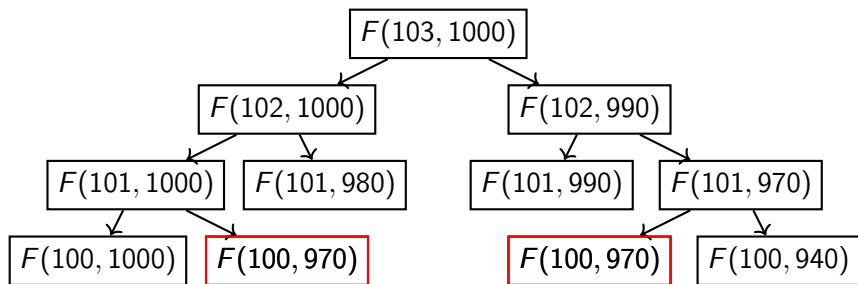 F(103, 1000)
F(102, 1000) F(102, 990)
F(101, 1000) F(101, 980) F(101, 990) F(101, 970)
F(100, 1000) F(100, 970) F(100, 970) F(100, 940)